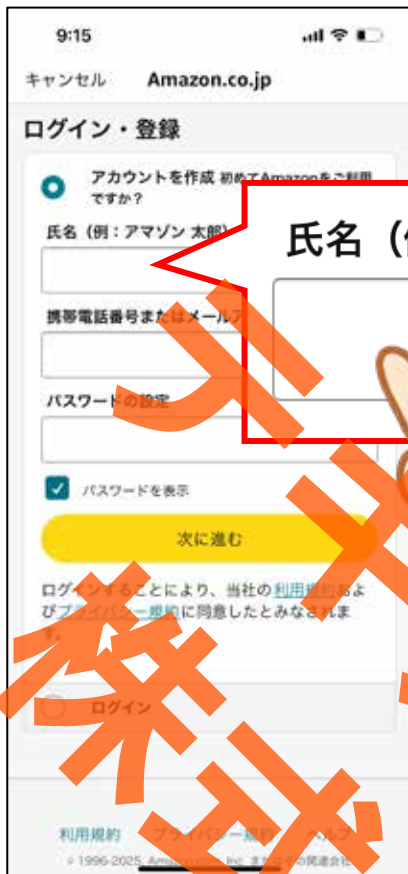 9:15
キャンセル Amazon.co.jp
ログイン・登録
アカウントを作成 初めてAmazonをご利用
ですか?
氏名(例:アマゾン 太郎)
氏名(
携帯電話番号またはメールア
パスワードの設定
パスワードを表示
次に進む
ログインすることにより、当社の利用規約およ
びプライバシー規約に同意したとみなされま
す。
ログイン
利用規約 プライバシー規約 ヘルプ
© 1996-2025, Amazon.com, Inc. またはその関連会社
株式